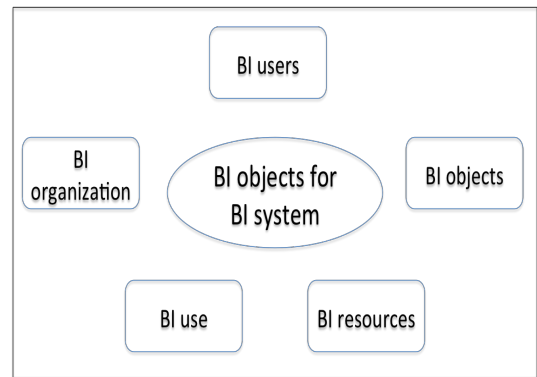 BI users
BI
organization
BI objects for
BI system
BI objects
BI use
BI resources